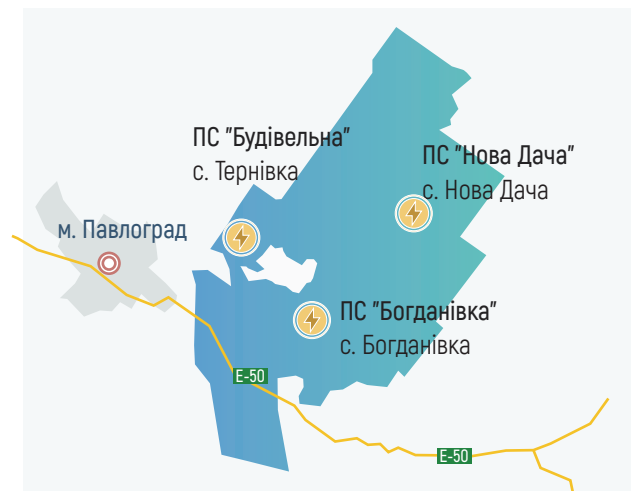 ПС "Будівельна"
с. Тернівка
ПС "Нова Дача"
с. Нова Дача
м. Павлоград
ПС "Богданівка"
с. Богданівка
E-50
E-50